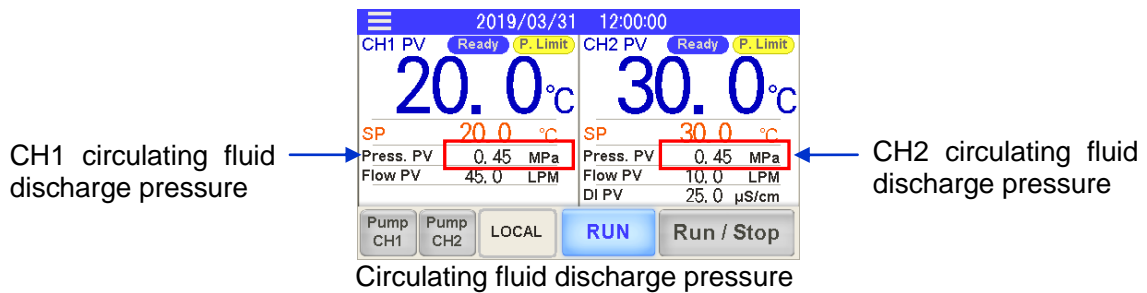 2019/03/31 12:00:00
CH1 PV Ready P. Limit
20. 0℃
SP 20. 0 ℃
Press. PV 0. 45 MPa
Flow PV 45. 0 LPM
CH2 PV Ready P. Limit
30. 0℃
SP 30. 0 ℃
Press. PV 0. 45 MPa
Flow PV 10. 0 LPM
DI PV 25. 0 μS/cm
CH1 circulating fluid
discharge pressure
CH2 circulating fluid
discharge pressure
Pump
CH1
Pump
CH2
LOCAL
RUN
Run / Stop
Circulating fluid discharge pressure